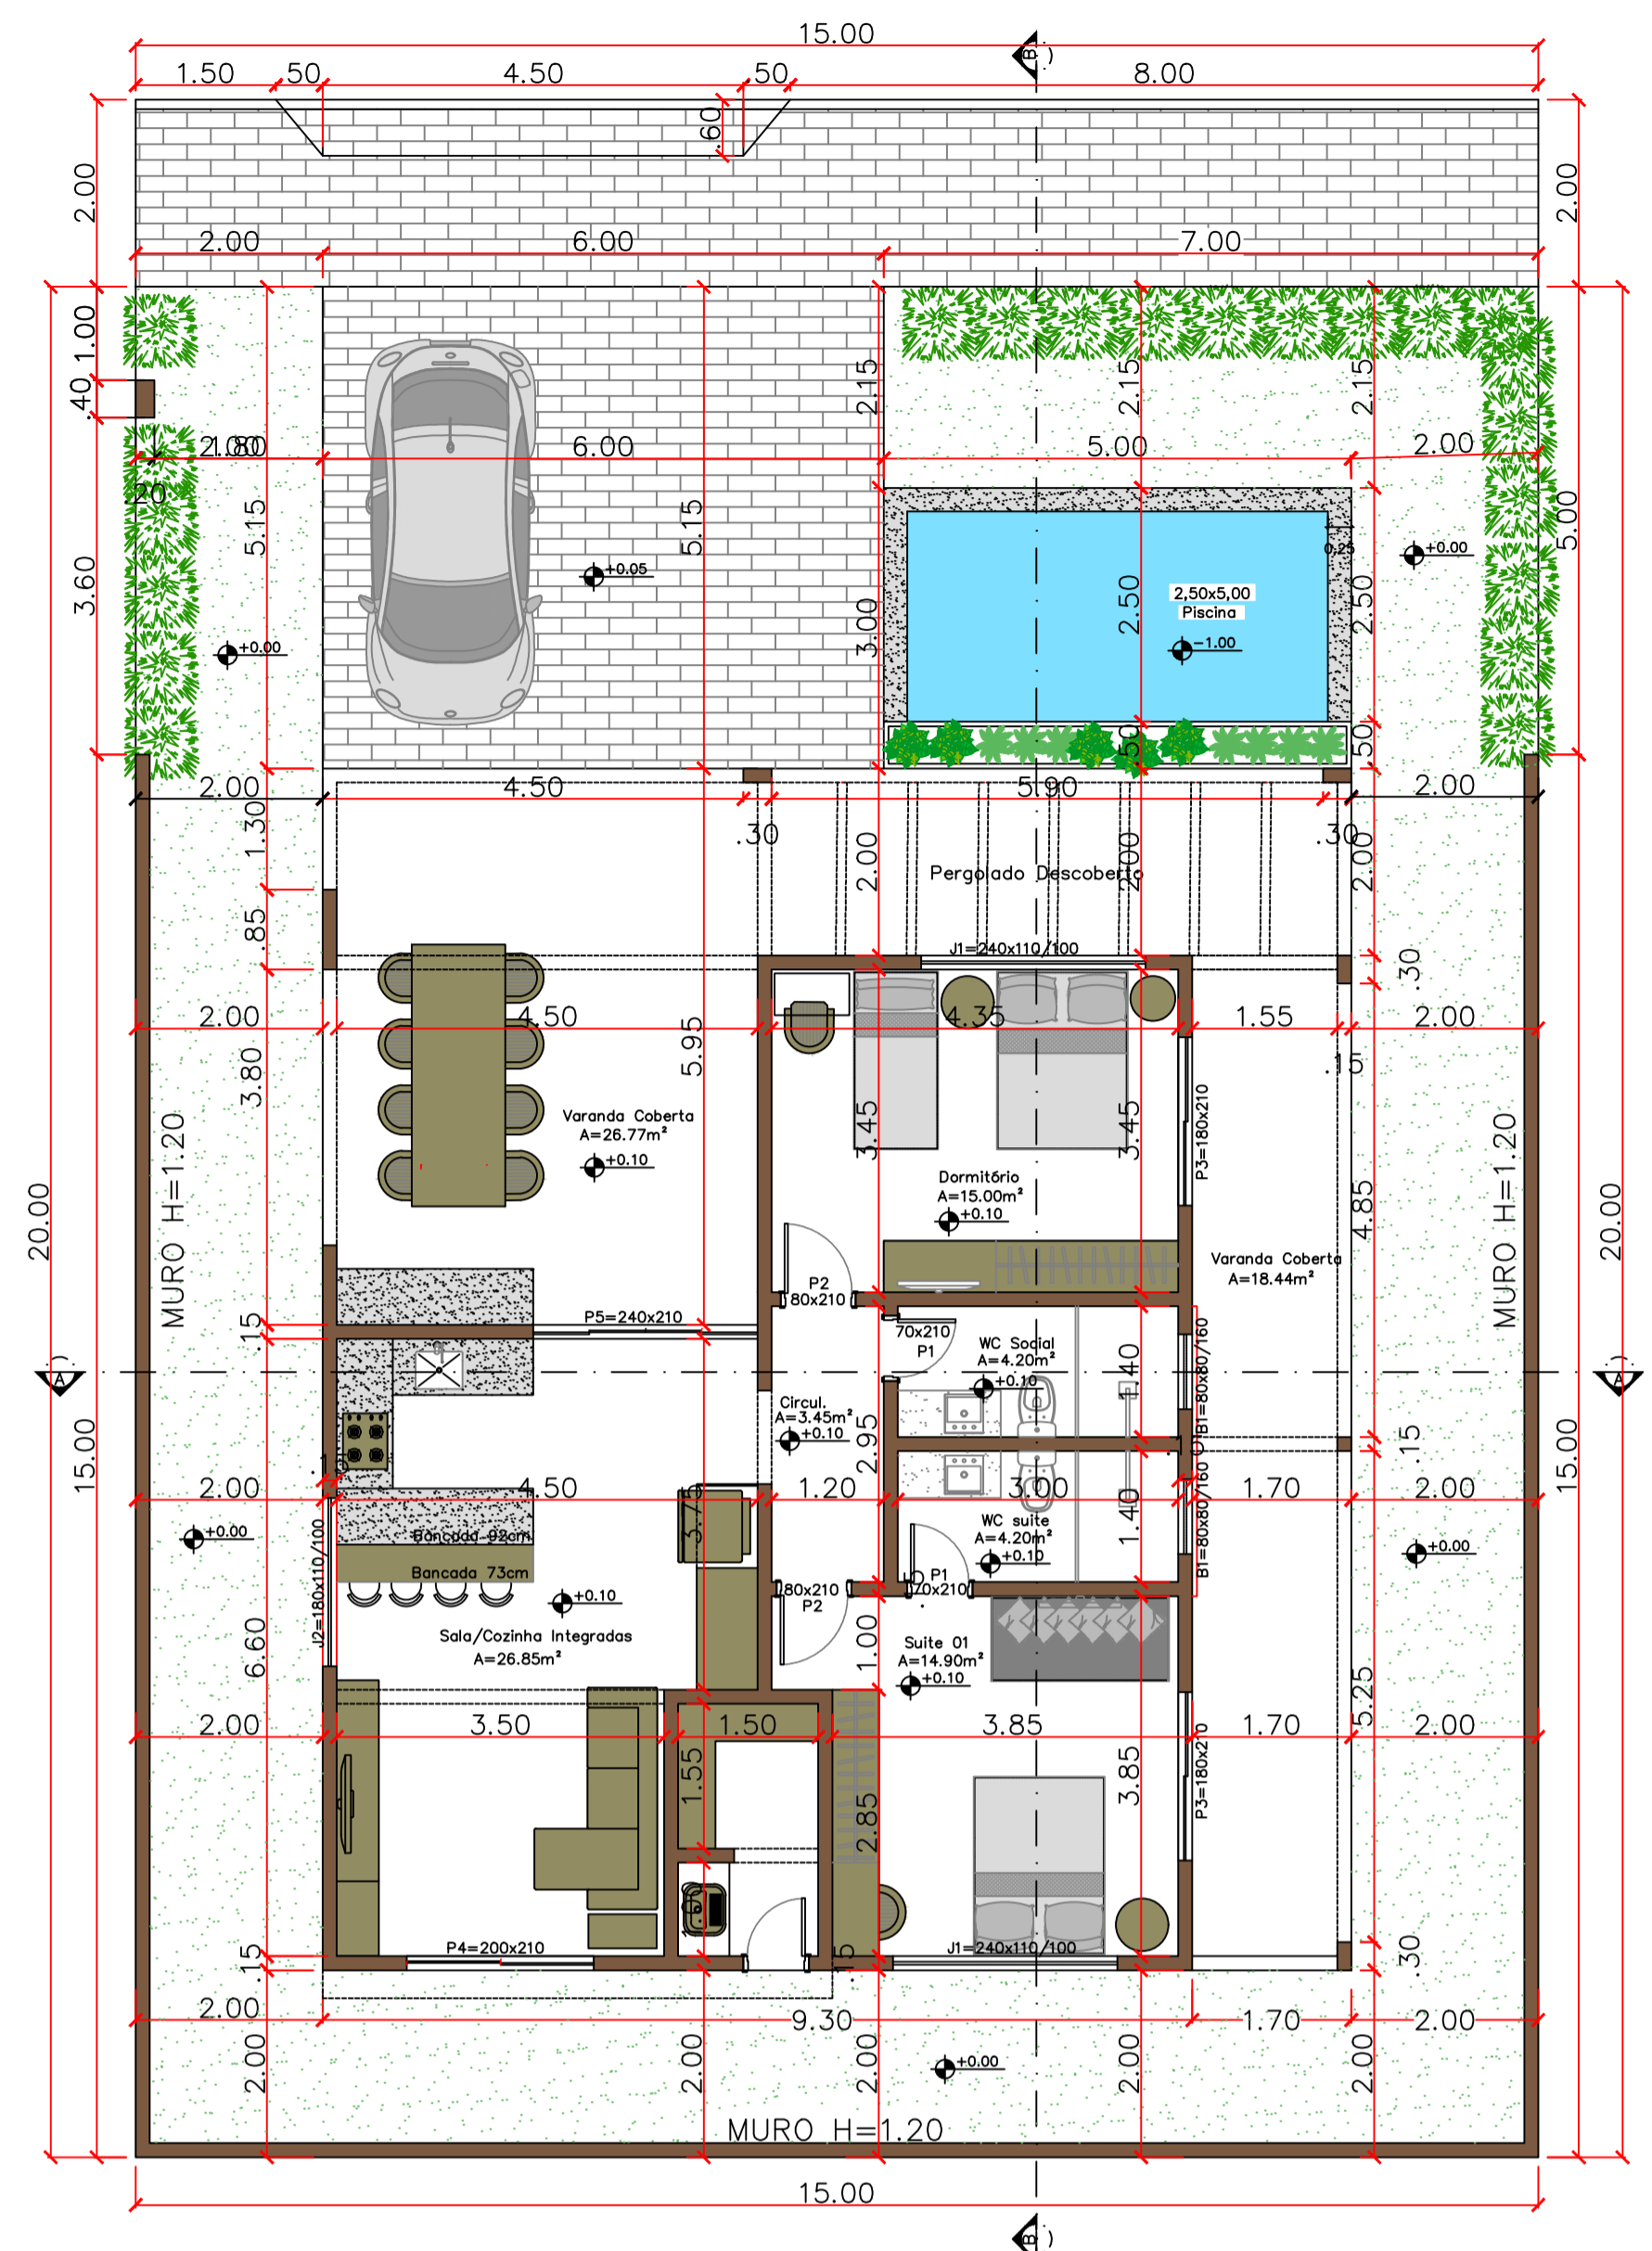 15.00
B
1.50
.50
4.50
.50
8.00
.60
2.00
2.00
2.00
6.00
7.00
1.00
.40
2.15
2.15
2.15
2.00
1.80
6.00
5.00
2.00
.20
5.15
5.15
5.00
0,25
+0.00
+0.05
3.60
3.00
2.50
2,50x5,00
Piscina
2.50
-1.00
+0.00
.50
.50
2.00
4.50
5.90
2.00
1.30
.30
.30
2.00
Pergolado Descoberto
2.00
2.00
.85
J1=240x110/100
.30
2.00
4.50
4.35
1.55
2.00
.15
3.80
5.95
Varanda Coberta
A=26.77m²
+0.10
3.45
3.45
P3=180x210
MURO H=1.20
MURO H=1.20
Dormitório
A=15.00m²
+0.10
4.85
20.00
20.00
Varanda Coberta
A=18.44m²
P2
80x210
.15
P5=240x210
70x210
P1
WC Social
A=4.20m²
+0.10
1.40
B1=80x80/160
A
A
Circul.
A=3.45m²
+0.10
2.95
15.00
15.00
.15
.15
2.00
4.50
1.20
3.00
1.70
2.00
3.75
1.40
B1=80x80/160
WC suite
A=4.20m²
+0.10
+0.00
+0.00
J2=180x110/100
Bancada 92cm
Bancada 73cm
P1
70x210
80x210
P2
+0.10
Sala/Cozinha Integradas
A=26.85m²
6.60
1.00
Suite 01
A=14.90m²
+0.10
5.25
2.00
3.50
1.50
3.85
1.70
2.00
1.55
2.85
3.85
P3=180x210
P4=200x210
J1=240x110/100
.15
.15
.30
2.00
9.30
1.70
2.00
2.00
2.00
2.00
2.00
2.00
+0.00
MURO H=1.20
15.00
B